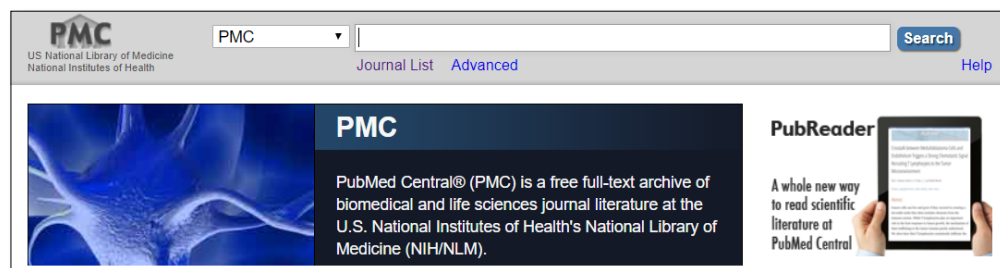 PMC
US National Library of Medicine
National Institutes of Health
PMC
Search
Journal List Advanced
Help
PMC
PubMed Central® (PMC) is a free full-text archive of
biomedical and life sciences journal literature at the
U.S. National Institutes of Health's National Library of
Medicine (NIH/NLM).
PubReader
A whole new way
to read scientific
literature at
PubMed Central